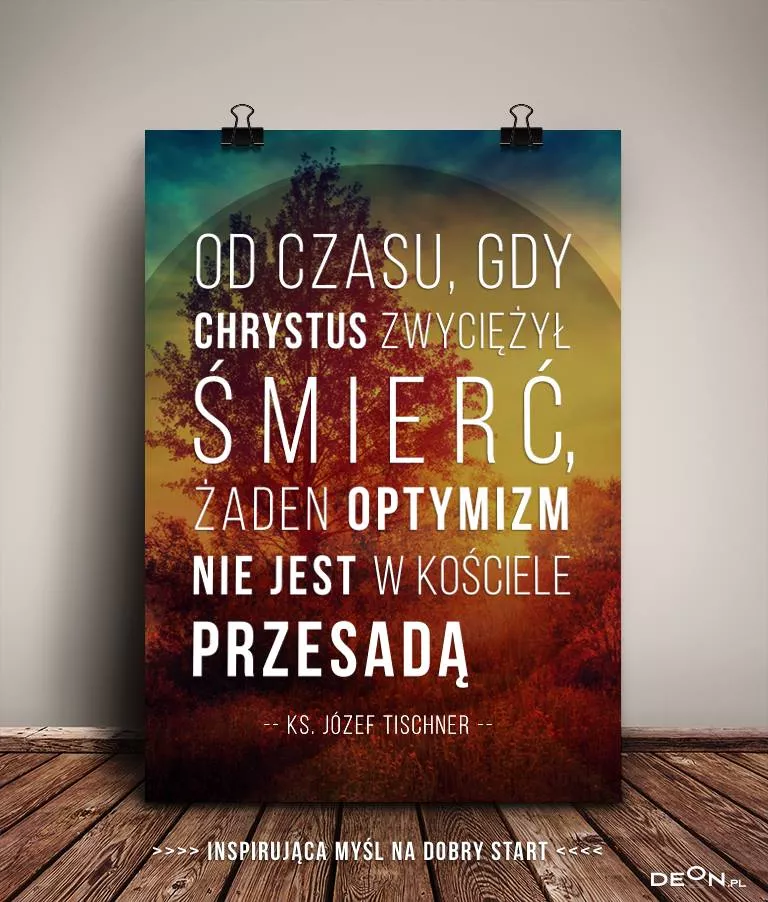 OD CZASU, GDY
CHRYSTUS ZWYCIĘŻYŁ
ŚMIERĆ,
ŻADEN OPTYMIZM
NIE JEST W KOŚCIELE
PRZESADĄ
-- KS. JÓZEF TISCHNER --
>>>> INSPIRUJĄCA MYŚL NA DOBRY START <<<<
DEON.PL